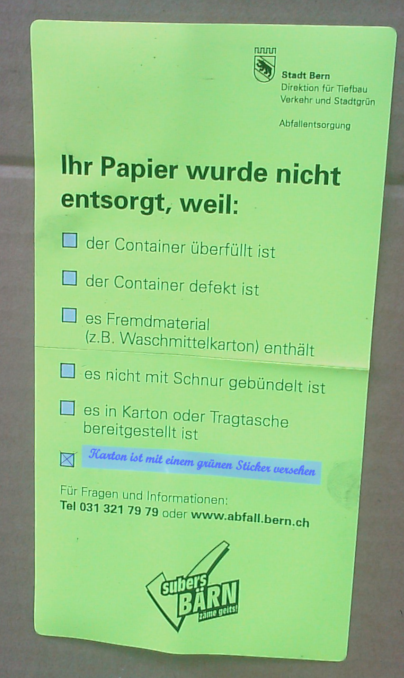 Stadt Bern
Direktion für Tiefbau
Verkehr und Stadtgrün
Abfallentsorgung
Ihr Papier wurde nicht
entsorgt, weil:
der Container überfüllt ist
der Container defekt ist
es Fremdmaterial
(z.B. Waschmittelkarton) enthält
es nicht mit Schnur gebündelt ist
es in Karton oder Tragtasche
bereitgestellt ist
Karton ist mit einem grünen Sticker versehen
Für Fragen und Informationen:
Tel 031 321 79 79 oder www.abfall.bern.ch
subers
BÄRN
zäme geits!